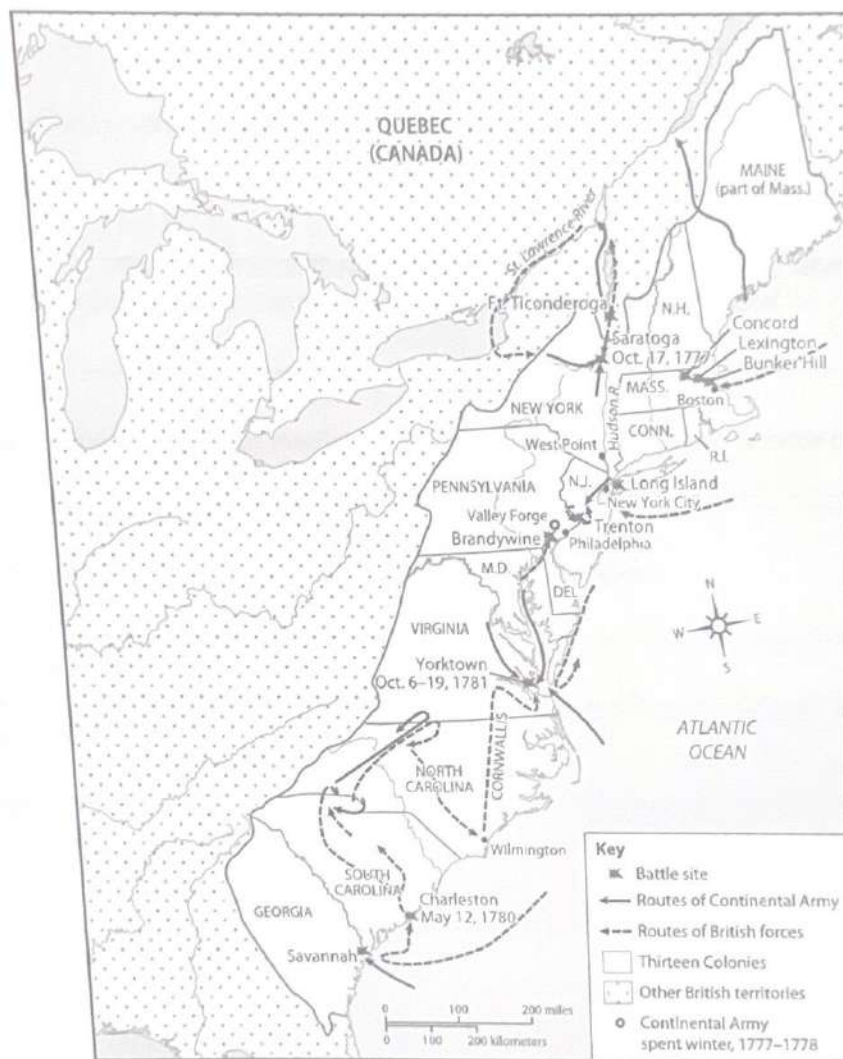 QUEBEC
(CANADA)
MAINE
(part of Mass.)
St. Lawrence River
Ft. Ticonderoga
N.H.
Concord
Lexington
Bunker Hill
Saratoga
Oct. 17, 1777
MASS.
Boston
NEW YORK
Hudson R.
CONN.
R.I.
West Point
PENNSYLVANIA
N.J.
Long Island
New York City
Valley Forge
Trenton
Brandywine
Philadelphia
M.D.
DEL.
VIRGINIA
N
W
E
S
Yorktown
Oct. 6–19, 1781
ATLANTIC
OCEAN
CORNWALLIS
NORTH
CAROLINA
Wilmington
SOUTH
CAROLINA
Charleston
May 12, 1780
GEORGIA
Savannah
0 100 200 miles
0 100 200 kilometers
Key
Battle site
Routes of Continental Army
Routes of British forces
Thirteen Colonies
Other British territories
Continental Army
spent winter, 1777–1778